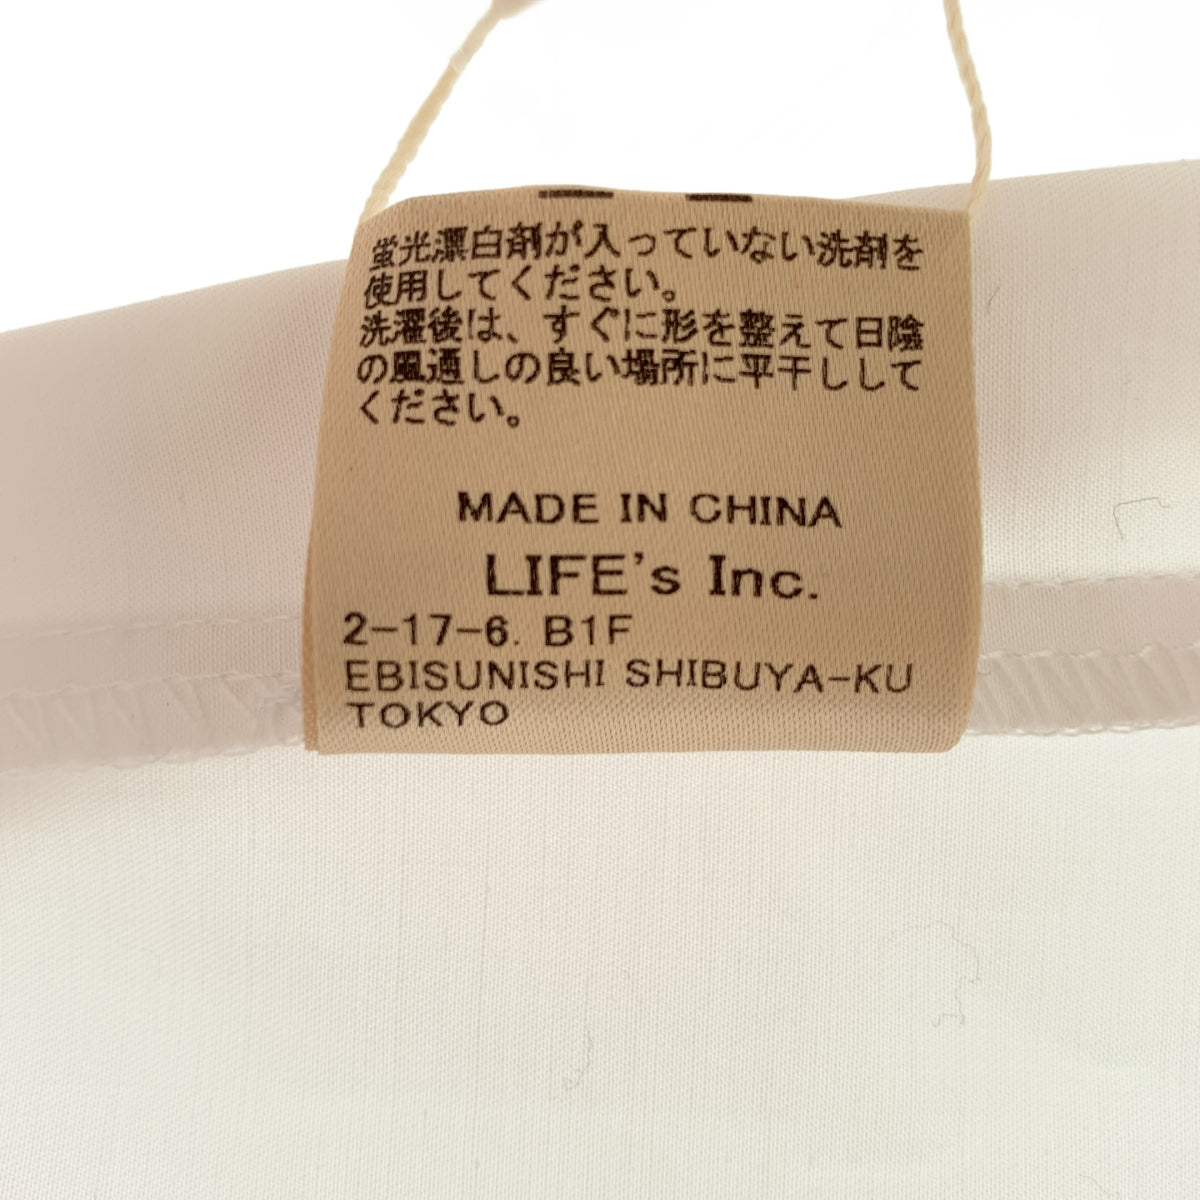 蛍光漂白剤が入っていない洗剤を
使用してください。
洗濯後は、すぐに形を整えて日陰
の風通しの良い場所に平干しして
ください。
MADE IN CHINA
LIFE's Inc.
2-17-6. B1F
EBISUNISHI SHIBUYA-KU
TOKYO